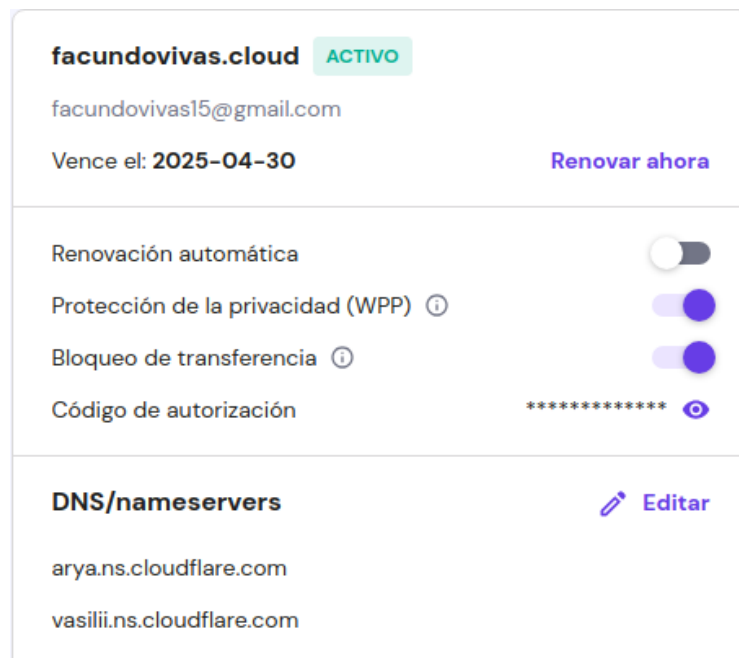 facundovivas.cloud ACTIVO
facundovivas15@gmail.com
Vence el: 2025-04-30 Renovar ahora
Renovación automática
Protección de la privacidad (WPP)
Bloqueo de transferencia
Código de autorización *************
DNS/nameservers Editar
arya.ns.cloudflare.com
vasilii.ns.cloudflare.com